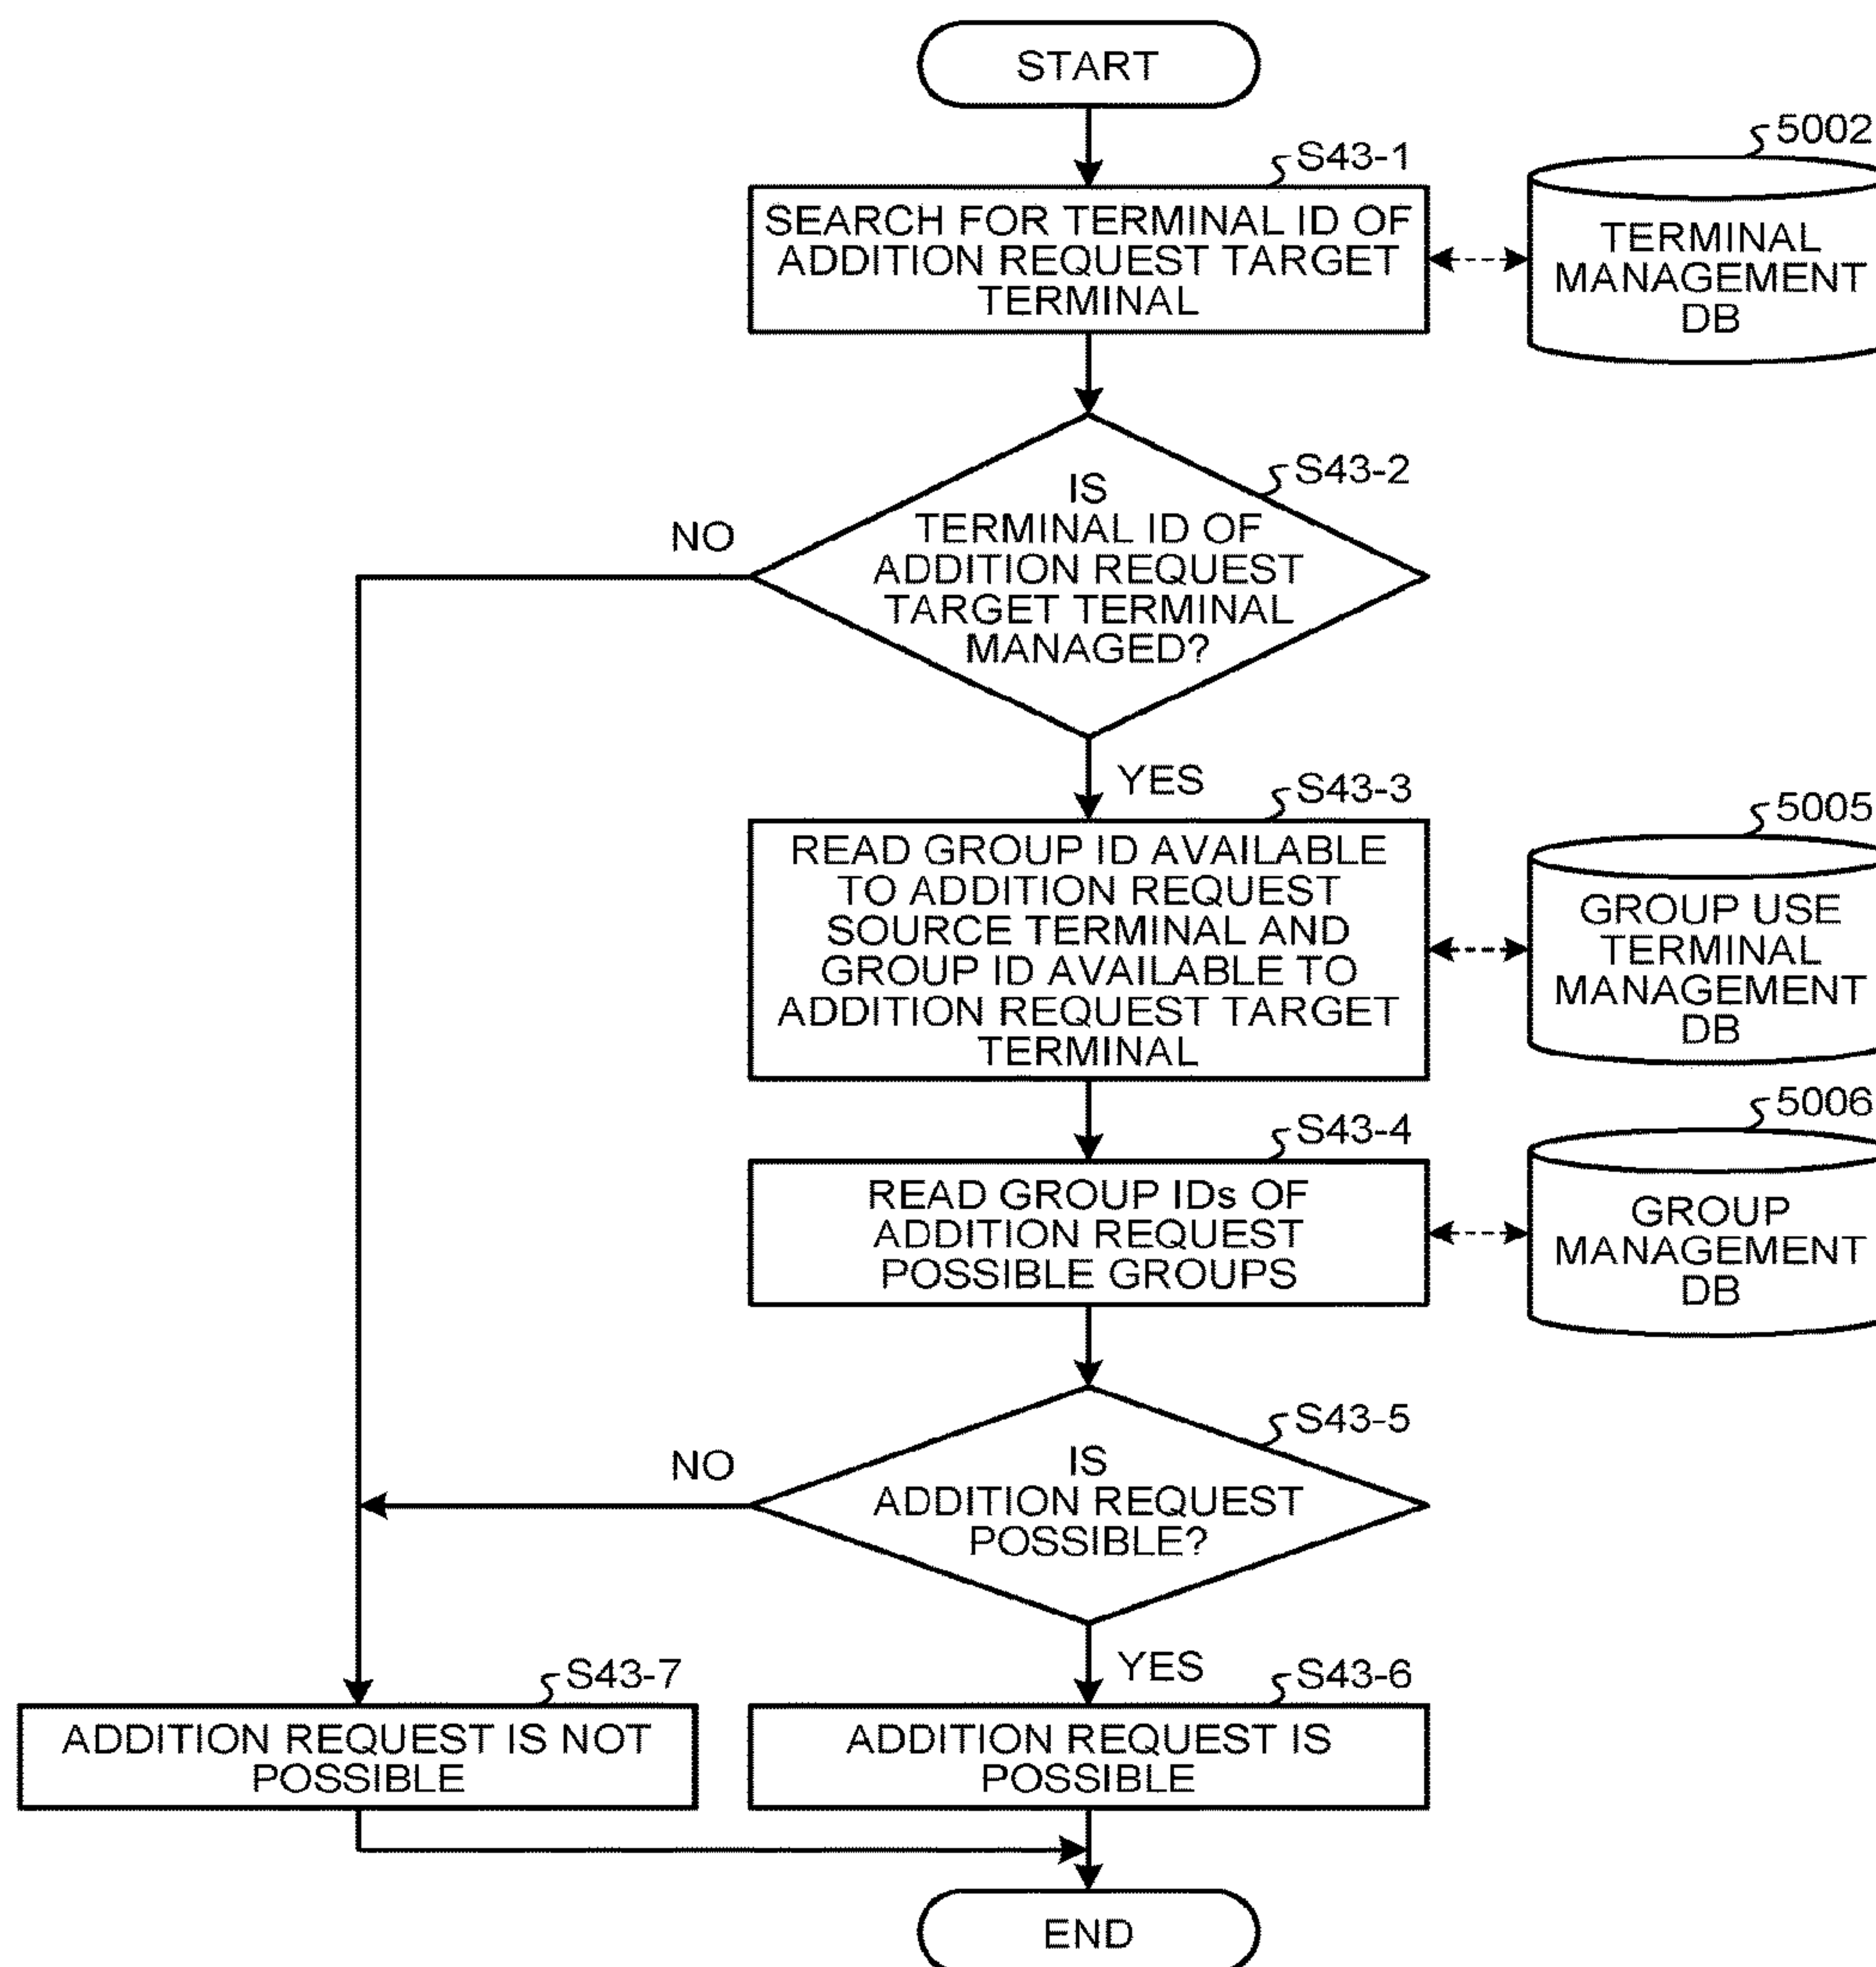 START
S43-1
5002
SEARCH FOR TERMINAL ID OF
ADDITION REQUEST TARGET
TERMINAL
TERMINAL
MANAGEMENT
DB
S43-2
IS
TERMINAL ID OF
ADDITION REQUEST
TARGET TERMINAL
MANAGED?
NO
YES
S43-3
5005
READ GROUP ID AVAILABLE
TO ADDITION REQUEST
SOURCE TERMINAL AND
GROUP ID AVAILABLE TO
ADDITION REQUEST TARGET
TERMINAL
GROUP USE
TERMINAL
MANAGEMENT
DB
S43-4
5006
READ GROUP IDs OF
ADDITION REQUEST
POSSIBLE GROUPS
GROUP
MANAGEMENT
DB
S43-5
IS
ADDITION REQUEST
POSSIBLE?
NO
YES
S43-7
ADDITION REQUEST IS NOT
POSSIBLE
S43-6
ADDITION REQUEST IS
POSSIBLE
END